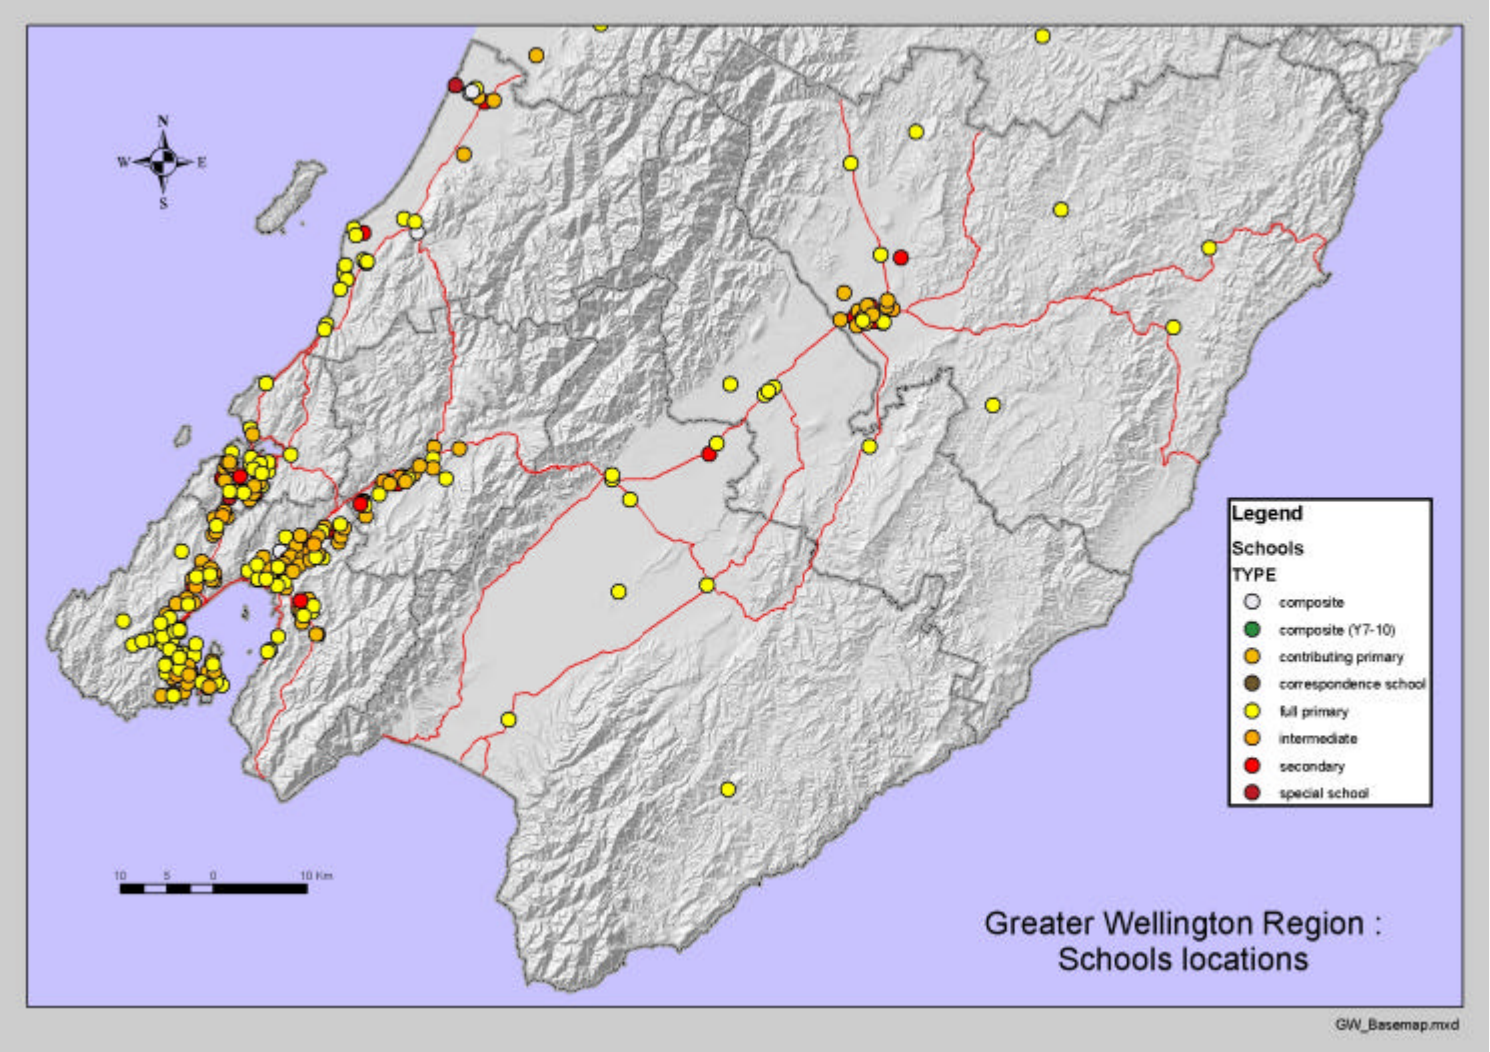 N
W E
S
Legend
Schools
TYPE
composite
composite (Y7-10)
contributing primary
correspondence school
full primary
intermediate
secondary
special school
10 5 0 10 Km
Greater Wellington Region :
Schools locations
GW_Basemap.mxd